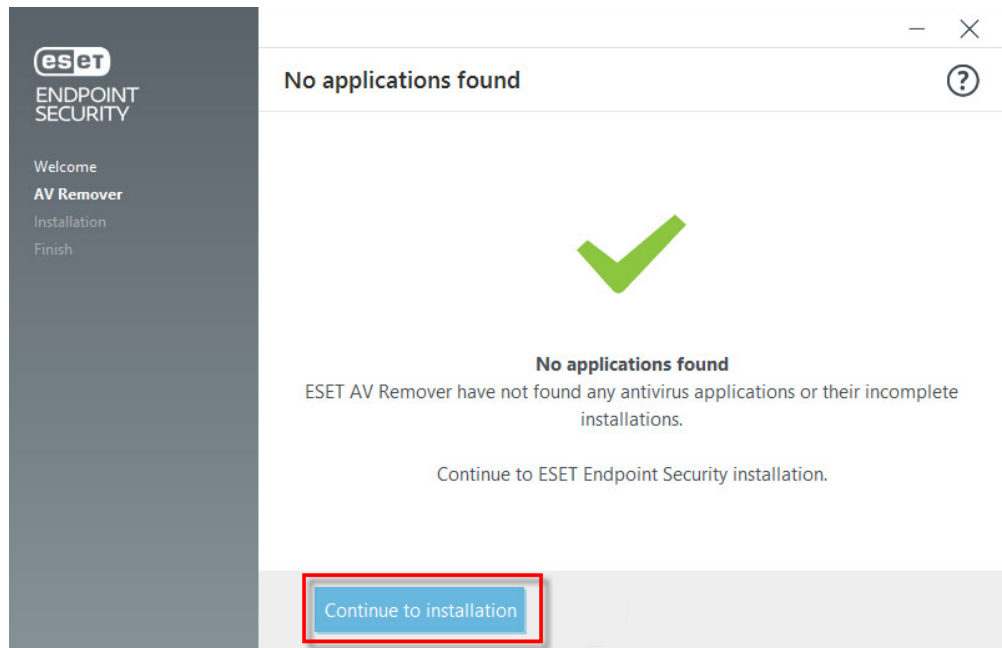 eset
ENDPOINT
SECURITY
Welcome
AV Remover
Installation
Finish
No applications found
?
No applications found
ESET AV Remover have not found any antivirus applications or their incomplete
installations.
Continue to ESET Endpoint Security installation.
Continue to installation